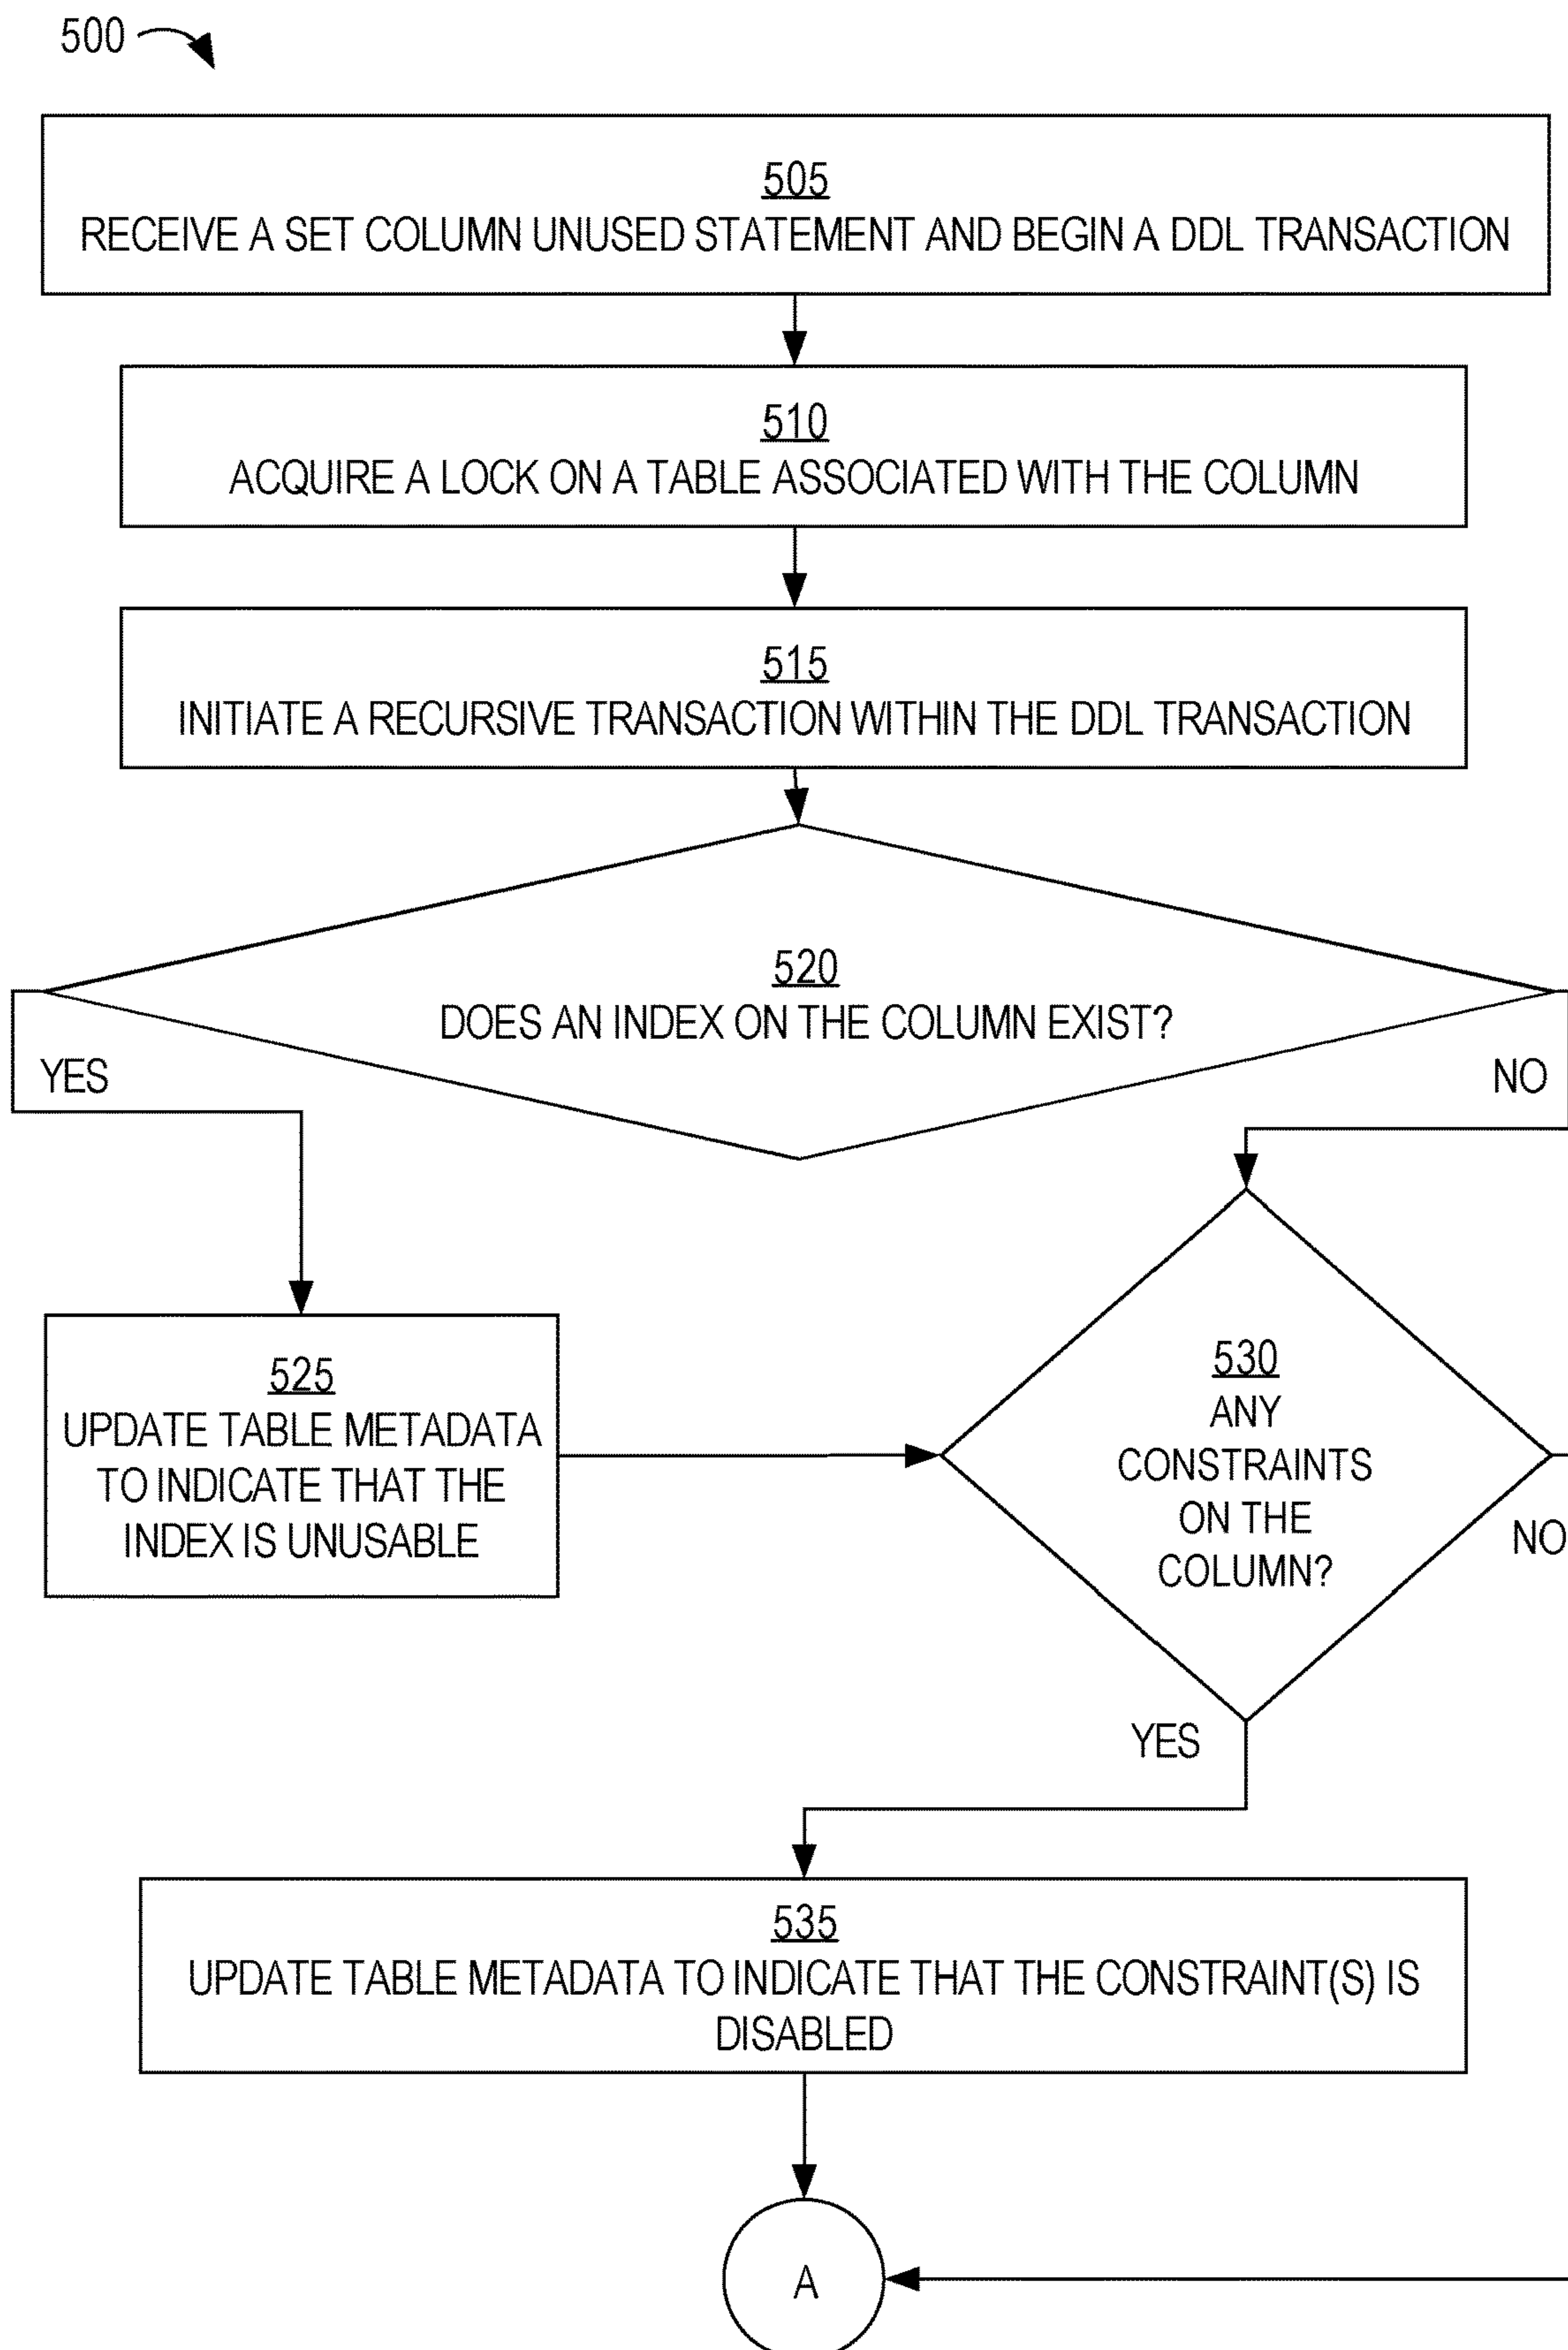 500
505
RECEIVE A SET COLUMN UNUSED STATEMENT AND BEGIN A DDL TRANSACTION
510
ACQUIRE A LOCK ON A TABLE ASSOCIATED WITH THE COLUMN
515
INITIATE A RECURSIVE TRANSACTION WITHIN THE DDL TRANSACTION
520
DOES AN INDEX ON THE COLUMN EXIST?
YES
NO
525
UPDATE TABLE METADATA
TO INDICATE THAT THE
INDEX IS UNUSABLE
530
ANY
CONSTRAINTS
ON THE
COLUMN?
NO
YES
535
UPDATE TABLE METADATA TO INDICATE THAT THE CONSTRAINT(S) IS
DISABLED
A